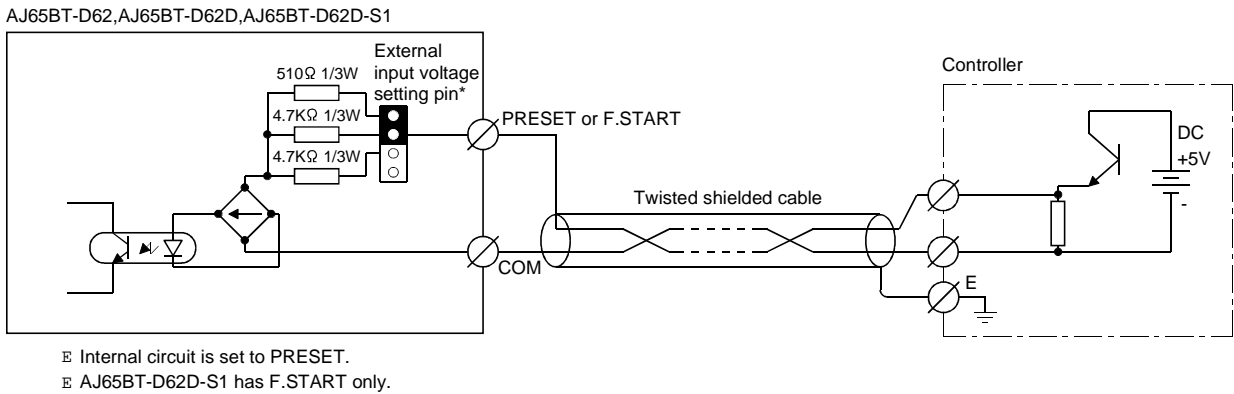 AJ65BT-D62,AJ65BT-D62D,AJ65BT-D62D-S1
External
input voltage
setting pin*
510Ω 1/3W
4.7KΩ 1/3W
4.7KΩ 1/3W
PRESET or F.START
COM
Twisted shielded cable
Controller
DC
+5V
-
E
E Internal circuit is set to PRESET.
E AJ65BT-D62D-S1 has F.START only.